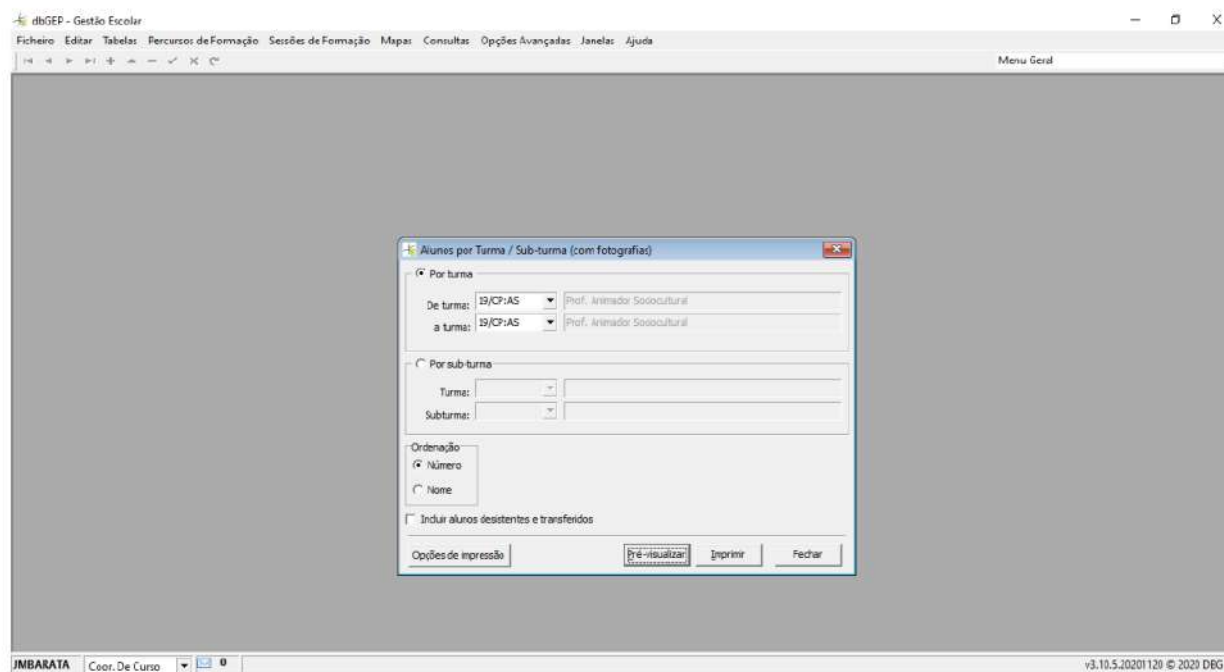 dbGEP - Gestão Escolar
Ficheiro Editar Tabelas Percursos de Formação Sessões de Formação Mapas Consultas Opções Avançadas Janelas Ajuda
Menu Geral
Alunos por Turma / Sub-turma (com fotografias)
Por turma
De turma: 19/CP:AS Prof. Animador Sociocultural
a turma: 19/CP:AS Prof. Animador Sociocultural
Por sub-turma
Turma:
Subturma:
Ordenação
Número
Nome
Incluir alunos desistentes e transferidos
Opções de impressão Pré-visualizar Imprimir Fechar
JMBARATA Coor. De Curso 0 v3.10.5.20201120 © 2020 DBG